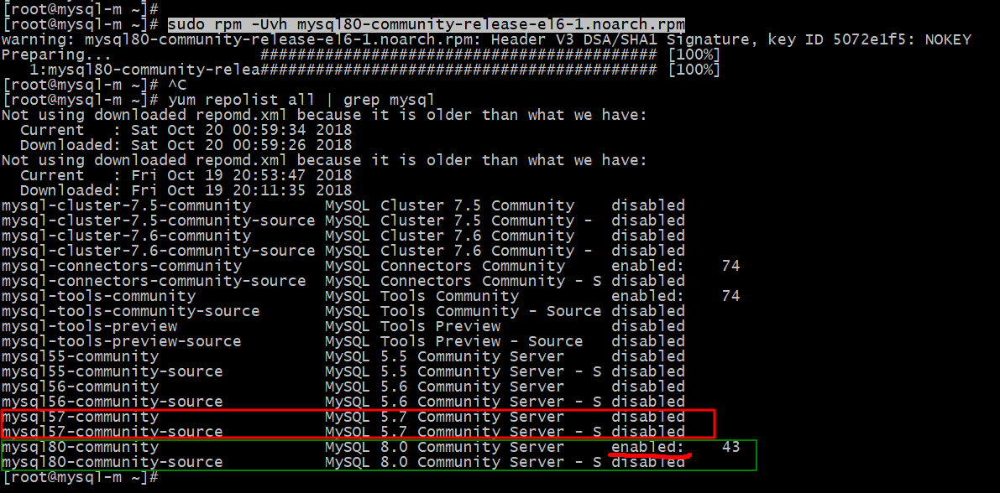 [root@mysql-m ~]#
[root@mysql-m ~]# sudo rpm -Uvh mysql80-community-release-el6-1.noarch.rpm
warning: mysql80-community-release-el6-1.noarch.rpm: Header V3 DSA/SHA1 Signature, key ID 5072e1f5: NOKEY
Preparing... ########################################### [100%]
1:mysql80-community-relea########################################### [100%]
[root@mysql-m ~]# ^C
[root@mysql-m ~]# yum repolist all | grep mysql
Not using downloaded repomd.xml because it is older than what we have:
Current : Sat Oct 20 00:59:34 2018
Downloaded: Sat Oct 20 00:59:26 2018
Not using downloaded repomd.xml because it is older than what we have:
Current : Fri Oct 19 20:53:47 2018
Downloaded: Fri Oct 19 20:11:35 2018
mysql-cluster-7.5-community MySQL Cluster 7.5 Community disabled
mysql-cluster-7.5-community-source MySQL Cluster 7.5 Community - disabled
mysql-cluster-7.6-community MySQL Cluster 7.6 Community disabled
mysql-cluster-7.6-community-source MySQL Cluster 7.6 Community - disabled
mysql-connectors-community MySQL Connectors Community enabled: 74
mysql-connectors-community-source MySQL Connectors Community - S disabled
mysql-tools-community MySQL Tools Community enabled: 74
mysql-tools-community-source MySQL Tools Community - Source disabled
mysql-tools-preview MySQL Tools Preview disabled
mysql-tools-preview-source MySQL Tools Preview - Source disabled
mysql55-community MySQL 5.5 Community Server disabled
mysql55-community-source MySQL 5.5 Community Server - S disabled
mysql56-community MySQL 5.6 Community Server disabled
mysql56-community-source MySQL 5.6 Community Server - S disabled
mysql57-community MySQL 5.7 Community Server disabled
mysql57-community-source MySQL 5.7 Community Server - S disabled
mysql80-community MySQL 8.0 Community Server enabled: 43
mysql80-community-source MySQL 8.0 Community Server - S disabled
[root@mysql-m ~]#